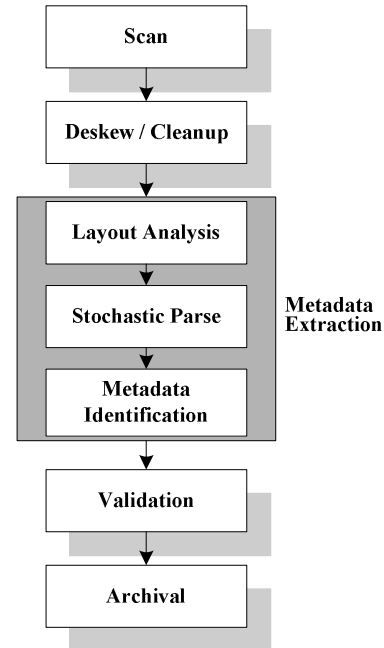 Scan
Deskew / Cleanup
Layout Analysis
Metadata
Extraction
Stochastic Parse
Metadata
Identification
Validation
Archival